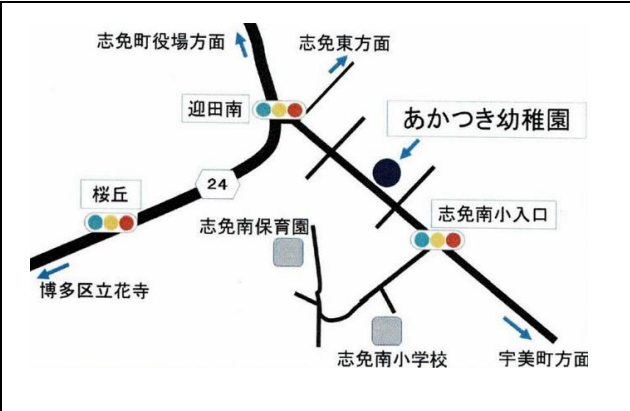 志免町役場方面
志免東方面
迎田南
あかつき幼稚園
24
桜丘
志免南小入口
志免南保育園
博多区立花寺
志免南小学校
宇美町方面